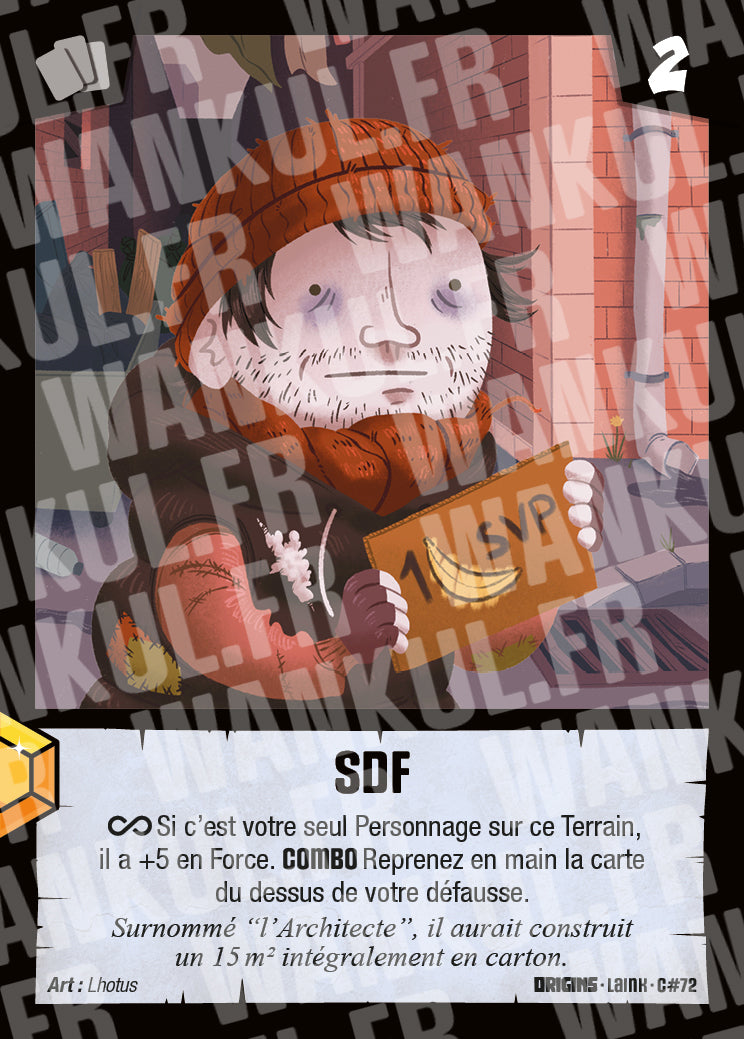 2
1 SVP
SDF
∞ Si c’est votre seul Personnage sur ce Terrain,
il a +5 en Force. COMBO Reprenez en main la carte
du dessus de votre défausse.
Surnommé “l’Architecte”, il aurait construit
un 15 m² intégralement en carton.
Art : Lhotus
ORIGINS · LAINK · C#72
WANKUL.FR